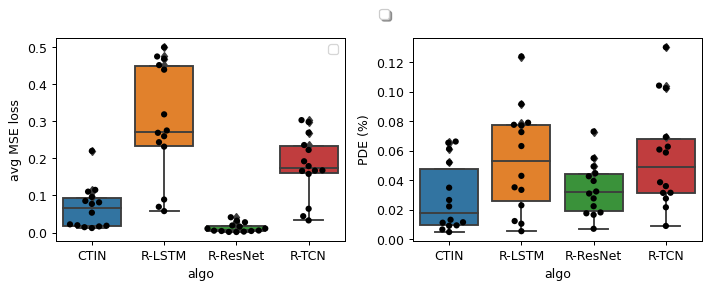 avg MSE loss
0.5
0.4
0.3
0.2
0.1
0.0
CTIN R-LSTM R-ResNet R-TCN
algo
PDE (%)
0.12
0.10
0.08
0.06
0.04
0.02
0.00
CTIN R-LSTM R-ResNet R-TCN
algo